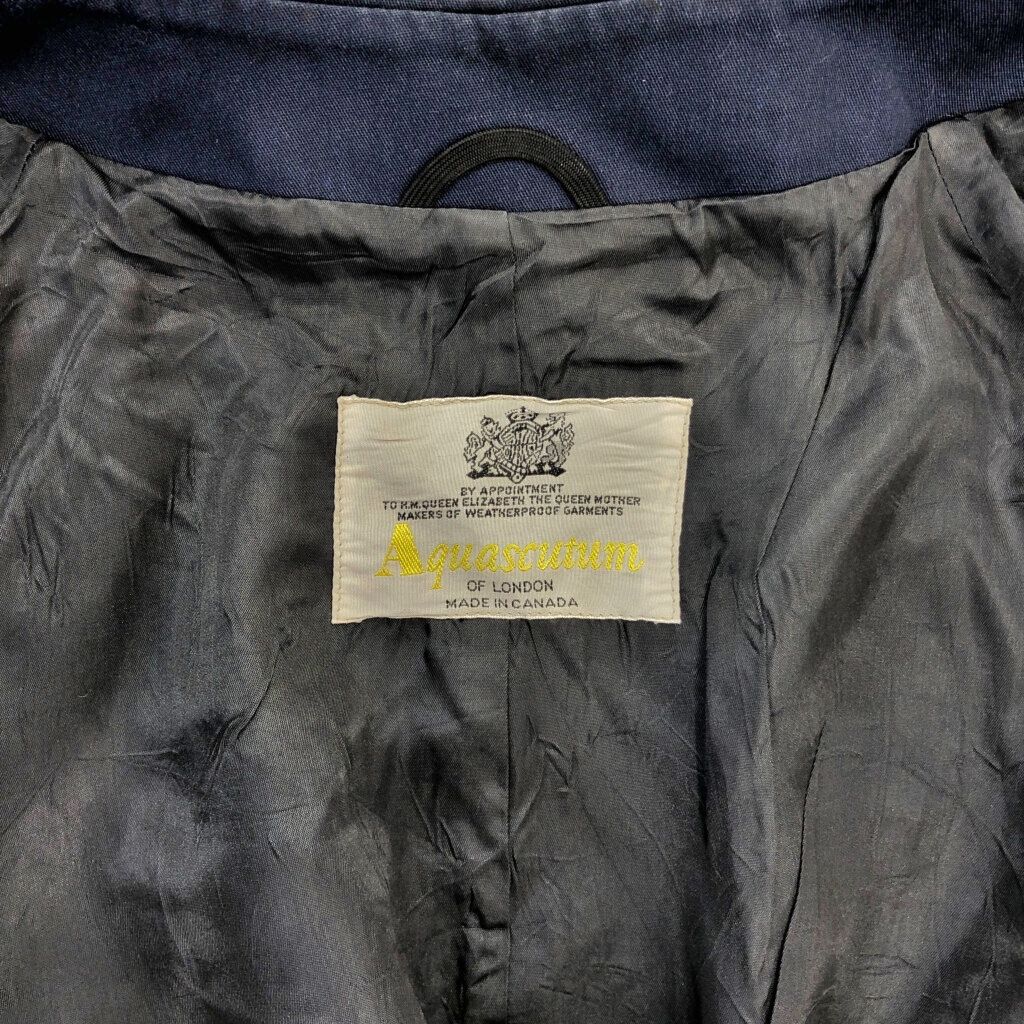 BY APPOINTMENT
TO H.M. QUEEN ELIZABETH THE QUEEN MOTHER
MAKERS OF WEATHERPROOF GARMENTS
Aquascutum
OF LONDON
MADE IN CANADA